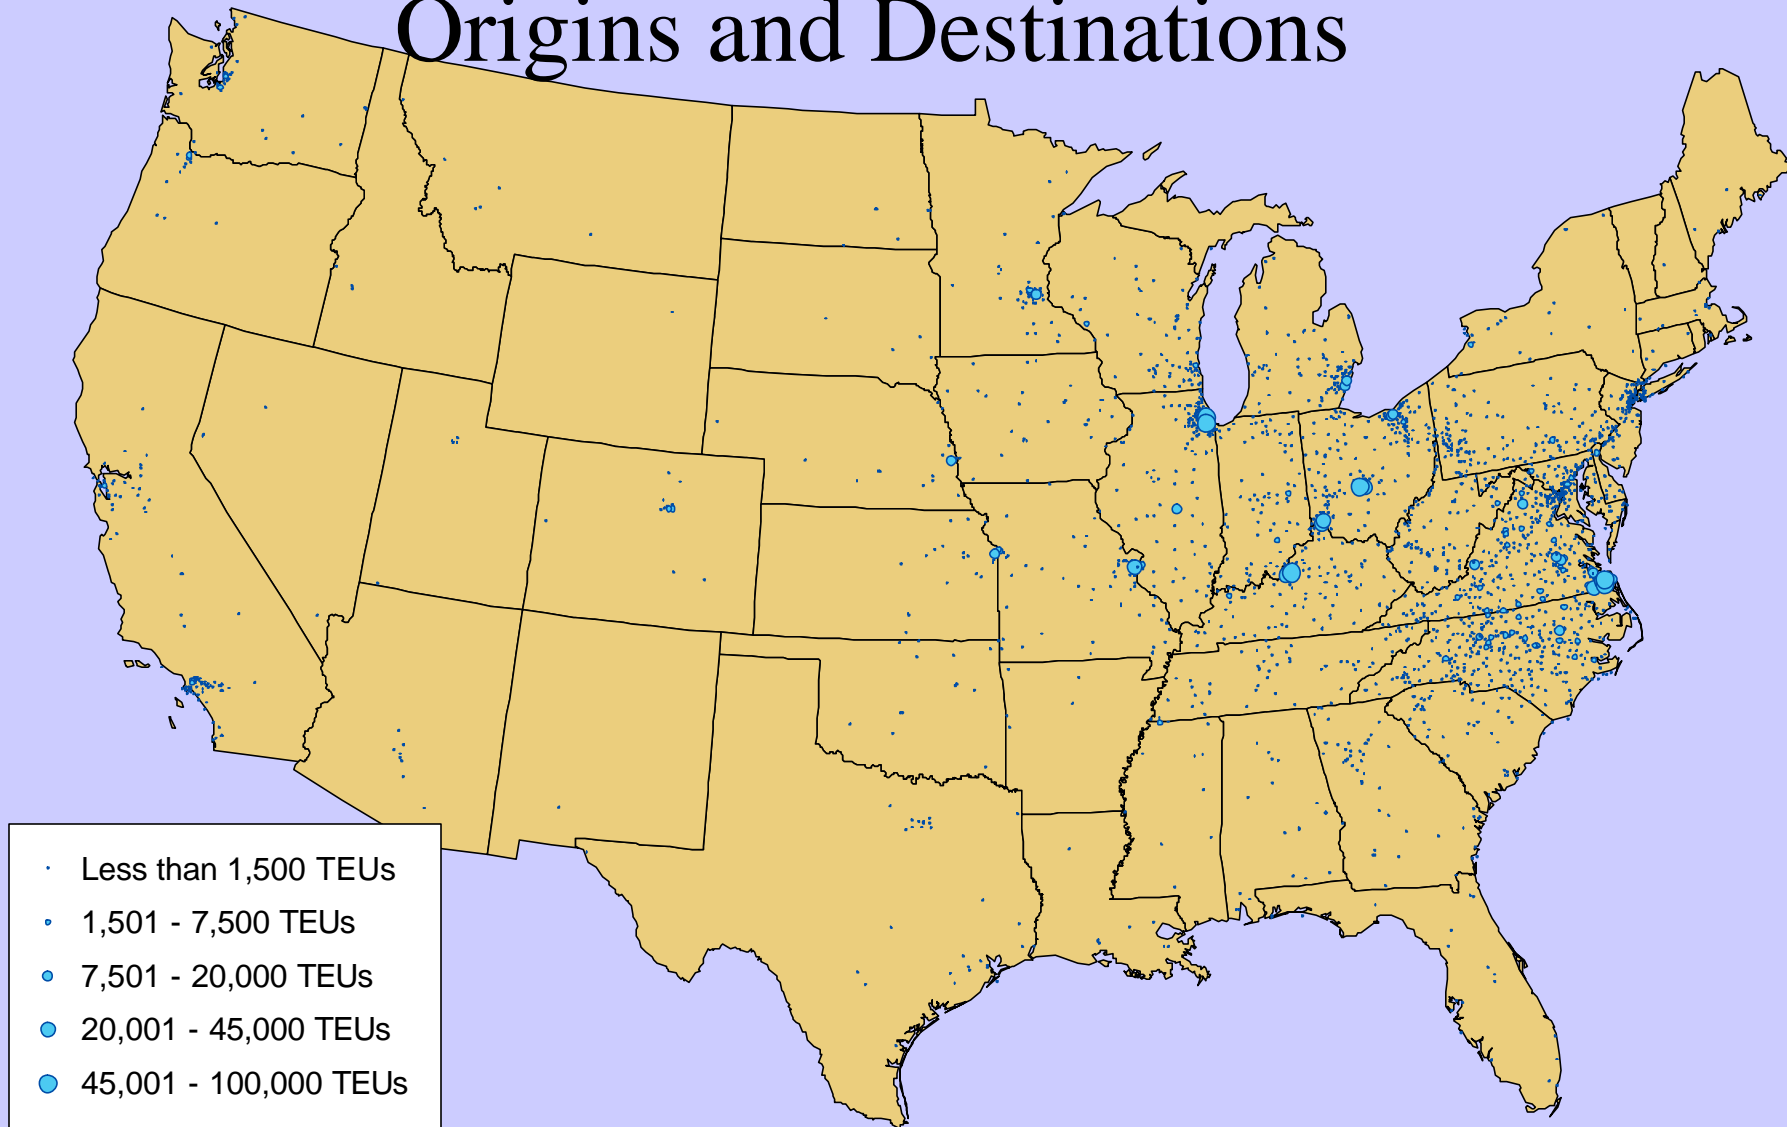 Origins and Destinations
Less than 1,500 TEUs
1,501 - 7,500 TEUs
7,501 - 20,000 TEUs
20,001 - 45,000 TEUs
45,001 - 100,000 TEUs